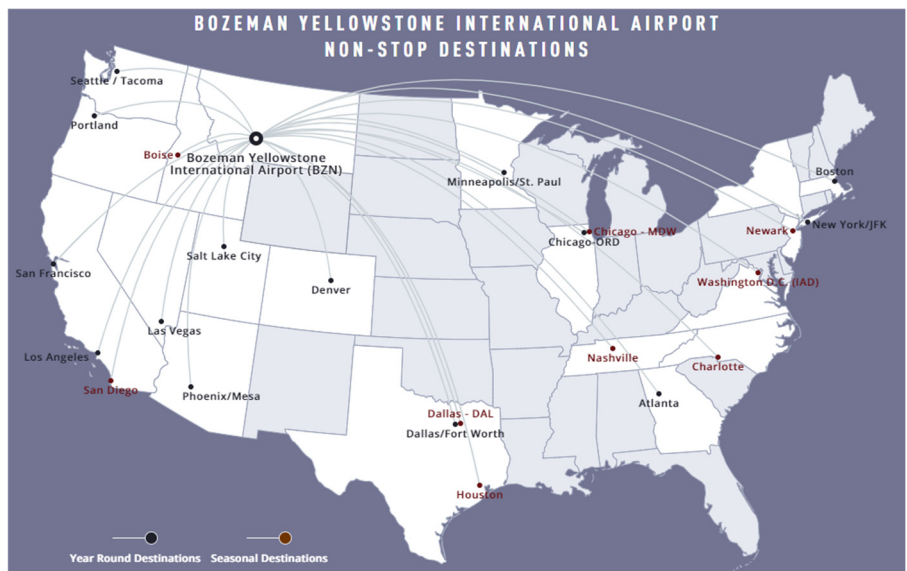 BOZEMAN YELLOWSTONE INTERNATIONAL AIRPORT
NON-STOP DESTINATIONS
Seattle / Tacoma
Portland
Boise
Bozeman Yellowstone
International Airport (BZN)
Minneapolis/St. Paul
Boston
New York/JFK
Newark
Chicago - MDW
Chicago-ORD
Salt Lake City
San Francisco
Denver
Washington D.C. (IAD)
Las Vegas
Los Angeles
Nashville
Charlotte
San Diego
Phoenix/Mesa
Atlanta
Dallas - DAL
Dallas/Fort Worth
Houston
Year Round Destinations
Seasonal Destinations